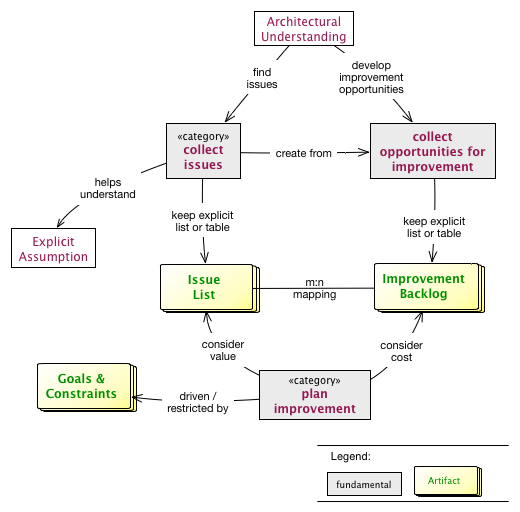 Architectural
Understanding
find
issues
develop
improvement
opportunities
«category»
collect
issues
create from
collect
opportunities for
improvement
helps
understand
keep explicit
list or table
keep explicit
list or table
Explicit
Assumption
Issue
List
m:n
mapping
Improvement
Backlog
consider
value
consider
cost
Goals &
Constraints
driven /
restricted by
«category»
plan
improvement
Legend:
fundamental
Artifact